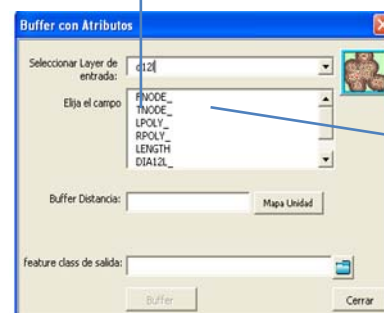 Buffer con Atributos
Seleccionar Layer de
entrada:
Elija el campo
FNODE_
TNODE_
LPOLY_
RPOLY_
LENGTH
DIA12L_
Buffer Distancia:
Mapa Unidad
feature class de salida:
Buffer
Cerrar